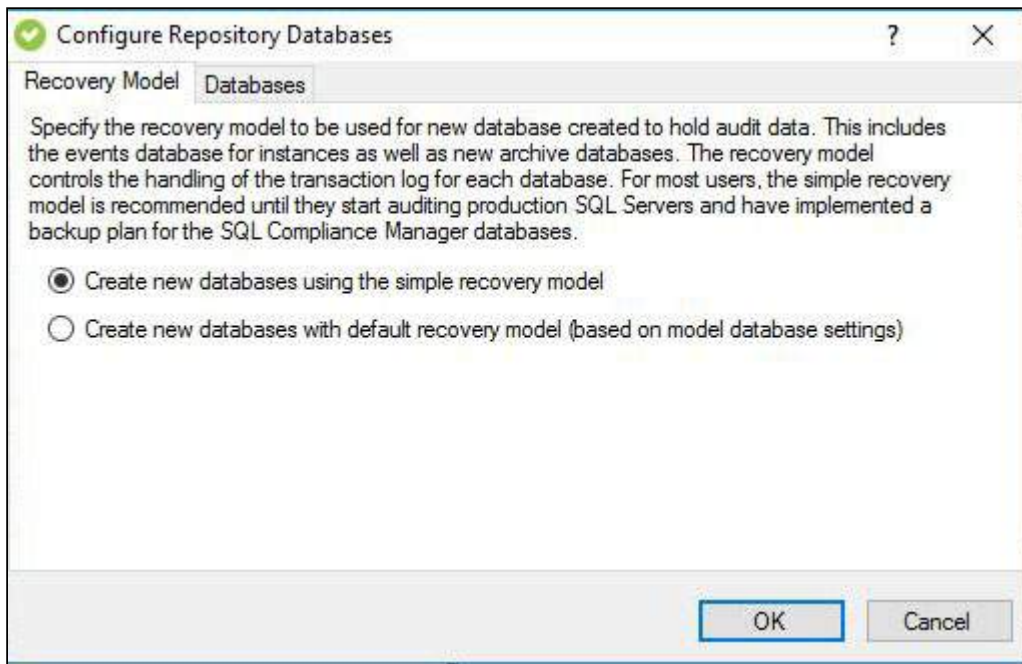 Configure Repository Databases
?
Recovery Model
Databases
Specify the recovery model to be used for new database created to hold audit data. This includes
the events database for instances as well as new archive databases. The recovery model
controls the handling of the transaction log for each database. For most users, the simple recovery
model is recommended until they start auditing production SQL Servers and have implemented a
backup plan for the SQL Compliance Manager databases.
Create new databases using the simple recovery model
Create new databases with default recovery model (based on model database settings)
OK
Cancel